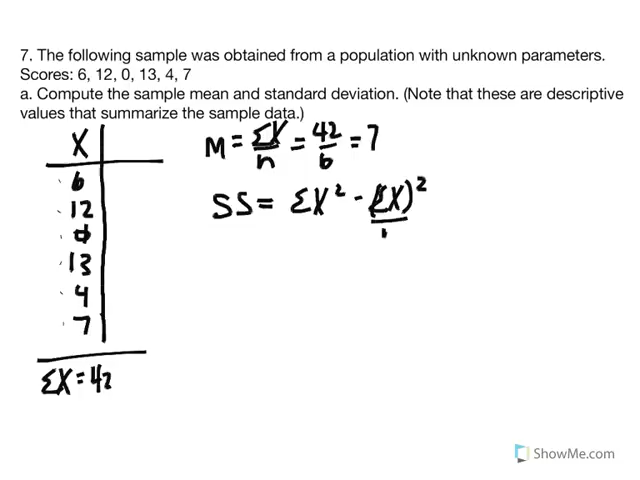 7. The following sample was obtained from a population with unknown parameters.
Scores: 6, 12, 0, 13, 4, 7
a. Compute the sample mean and standard deviation. (Note that these are descriptive
values that summarize the sample data.)
X
M = ΣX/n = 42/6 = 7
6
SS = ΣX² - (ΣX)²/
12
0
13
4
7
ΣX = 42
ShowMe.com